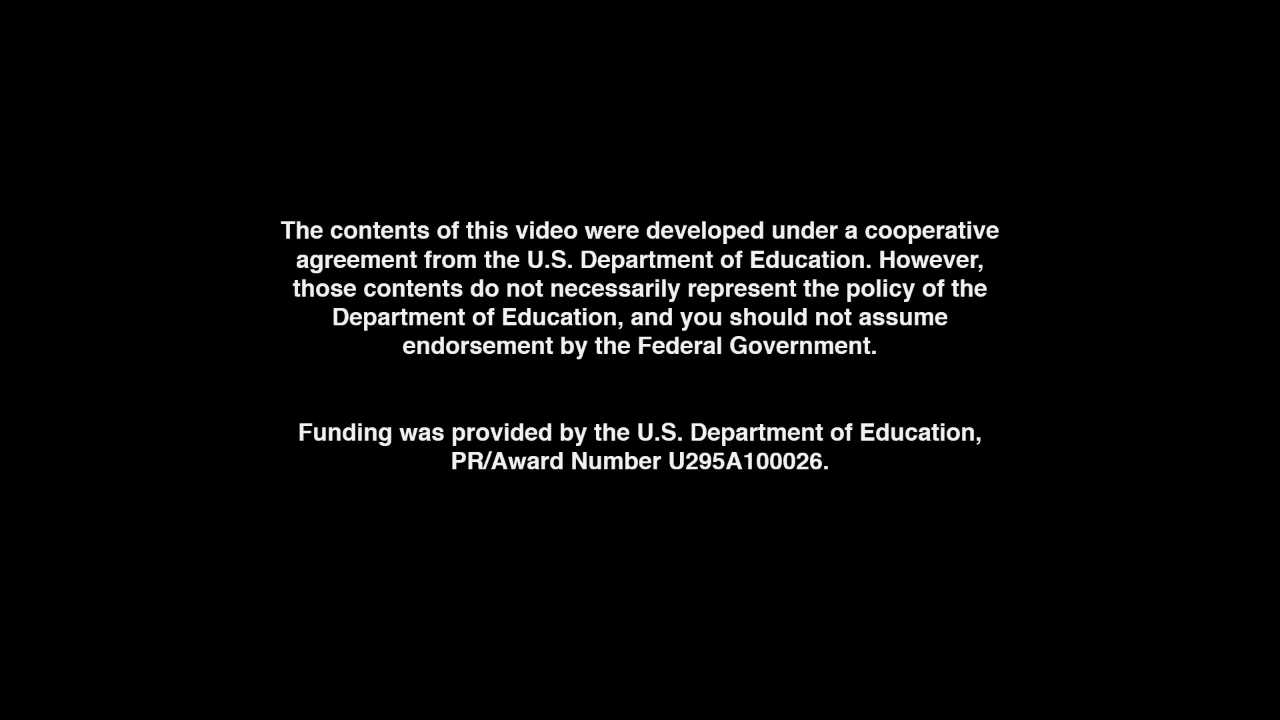 The contents of this video were developed under a cooperative
agreement from the U.S. Department of Education. However,
those contents do not necessarily represent the policy of the
Department of Education, and you should not assume
endorsement by the Federal Government.
Funding was provided by the U.S. Department of Education,
PR/Award Number U295A100026.